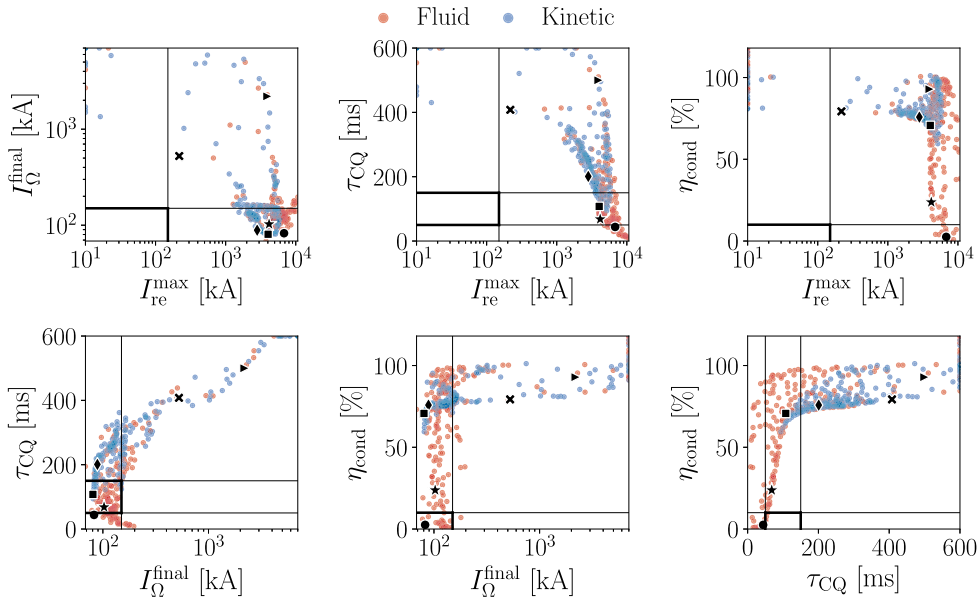 Fluid Kinetic
I_Ω^final [kA]
10^3
10^2
10^1 10^2 10^3 10^4
I_re^max [kA]
τ_CQ [ms]
600
400
200
0
10^1 10^2 10^3 10^4
I_re^max [kA]
η_cond [%]
100
50
0
10^1 10^2 10^3 10^4
I_re^max [kA]
τ_CQ [ms]
600
400
200
0
10^2 10^3
I_Ω^final [kA]
η_cond [%]
100
50
0
10^2 10^3
I_Ω^final [kA]
η_cond [%]
100
50
0
0 200 400 600
τ_CQ [ms]